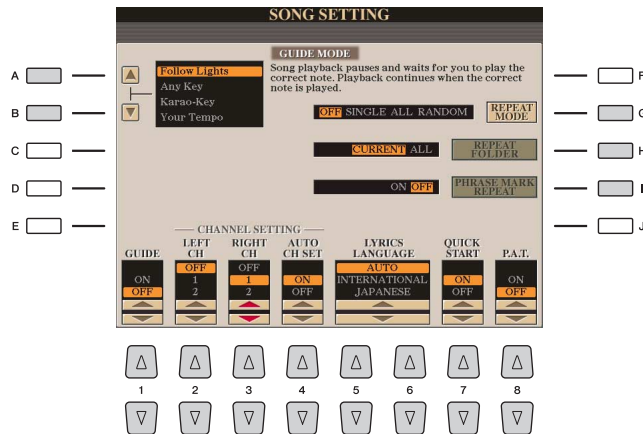 SONG SETTING
GUIDE MODE
Song playback pauses and waits for you to play the
correct note. Playback continues when the correct
note is played.
Follow Lights
Any Key
Karao-Key
Your Tempo
OFF SINGLE ALL RANDOM
REPEAT
MODE
CURRENT ALL
REPEAT
FOLDER
ON OFF
PHRASE MARK
REPEAT
A
B
C
D
E
F
G
H
I
J
CHANNEL SETTING
GUIDE
ON
OFF
LEFT
CH
OFF
1
2
RIGHT
CH
OFF
1
2
AUTO
CH SET
ON
OFF
LYRICS
LANGUAGE
AUTO
INTERNATIONAL
JAPANESE
QUICK
START
ON
OFF
P.A.T.
ON
OFF
1 2 3 4 5 6 7 8